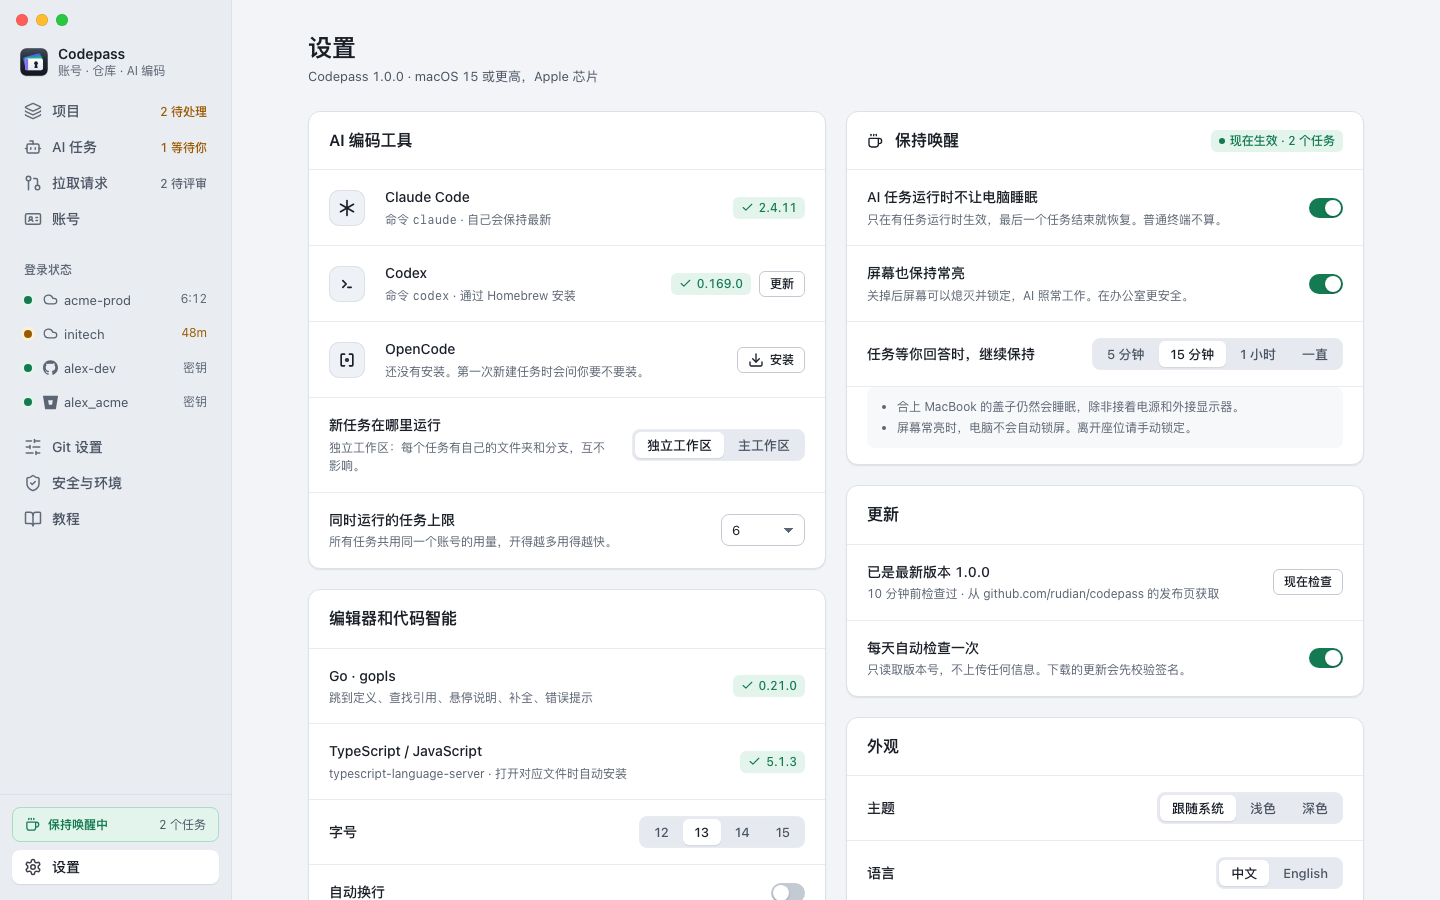 Codepass
账号 · 仓库 · AI 编码
项目
2 待处理
AI 任务
1 等待你
拉取请求
2 待评审
账号
登录状态
acme-prod
6:12
initech
48m
alex-dev
密钥
alex_acme
密钥
Git 设置
安全与环境
教程
保持唤醒中
2 个任务
设置
设置
Codepass 1.0.0 · macOS 15 或更高，Apple 芯片
AI 编码工具
Claude Code
命令 claude · 自己会保持最新
2.4.11
Codex
命令 codex · 通过 Homebrew 安装
0.169.0
更新
OpenCode
还没有安装。第一次新建任务时会问你要不要装。
安装
新任务在哪里运行
独立工作区：每个任务有自己的文件夹和分支，互不
影响。
独立工作区
主工作区
同时运行的任务上限
所有任务共用同一个账号的用量，开得越多用得越快。
6
编辑器和代码智能
Go · gopls
跳到定义、查找引用、悬停说明、补全、错误提示
0.21.0
TypeScript / JavaScript
typescript-language-server · 打开对应文件时自动安装
5.1.3
字号
12
13
14
15
自动换行
保持唤醒
现在生效 · 2 个任务
AI 任务运行时不让电脑睡眠
只在有任务运行时生效，最后一个任务结束就恢复。普通终端不算。
屏幕也保持常亮
关掉后屏幕可以熄灭并锁定，AI 照常工作。在办公室更安全。
任务等你回答时，继续保持
5 分钟
15 分钟
1 小时
一直
合上 MacBook 的盖子仍然会睡眠，除非接着电源和外接显示器。
屏幕常亮时，电脑不会自动锁屏。离开座位请手动锁定。
更新
已是最新版本 1.0.0
10 分钟前检查过 · 从 github.com/rudian/codepass 的发布页获取
现在检查
每天自动检查一次
只读取版本号，不上传任何信息。下载的更新会先校验签名。
外观
主题
跟随系统
浅色
深色
语言
中文
English